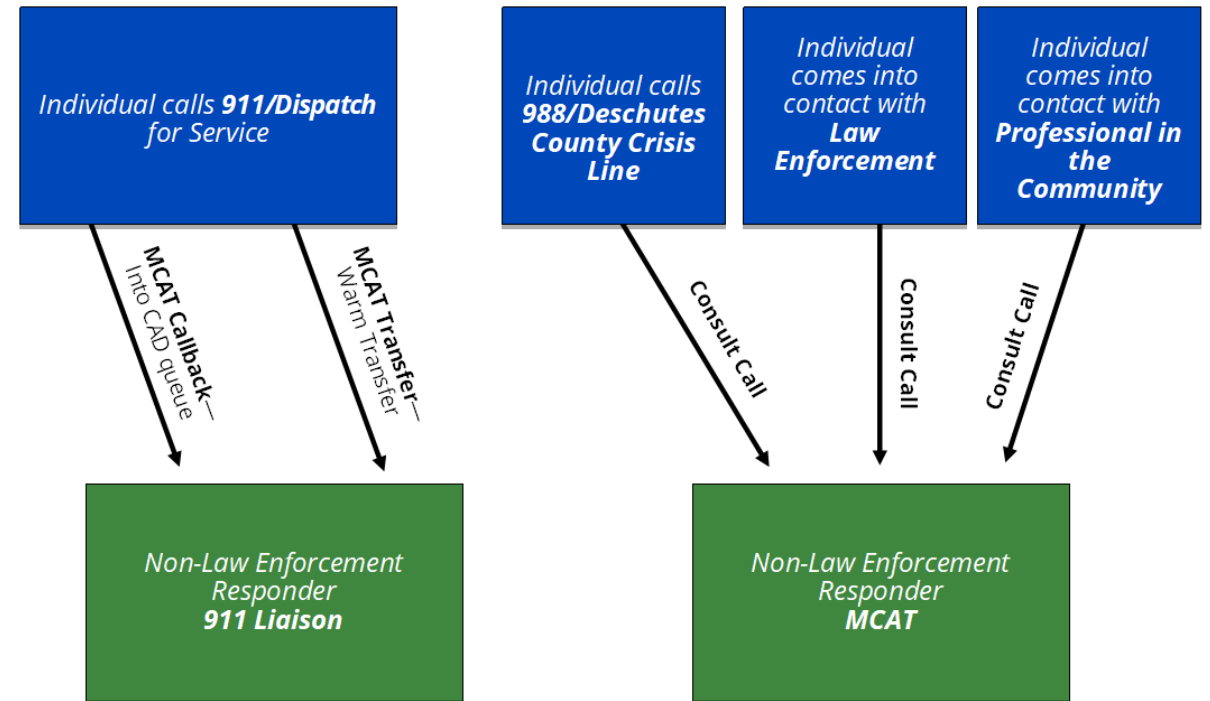 Individual calls 911/Dispatch
for Service
Individual calls
988/Deschutes
County Crisis
Line
Individual
comes into
contact with
Law
Enforcement
Individual
comes into
contact with
Professional in
the
Community
MCAT Callback—
Into CAD queue
MCAT Transfer—
Warm Transfer
Consult Call
Consult Call
Consult Call
Non-Law Enforcement
Responder
911 Liaison
Non-Law Enforcement
Responder
MCAT